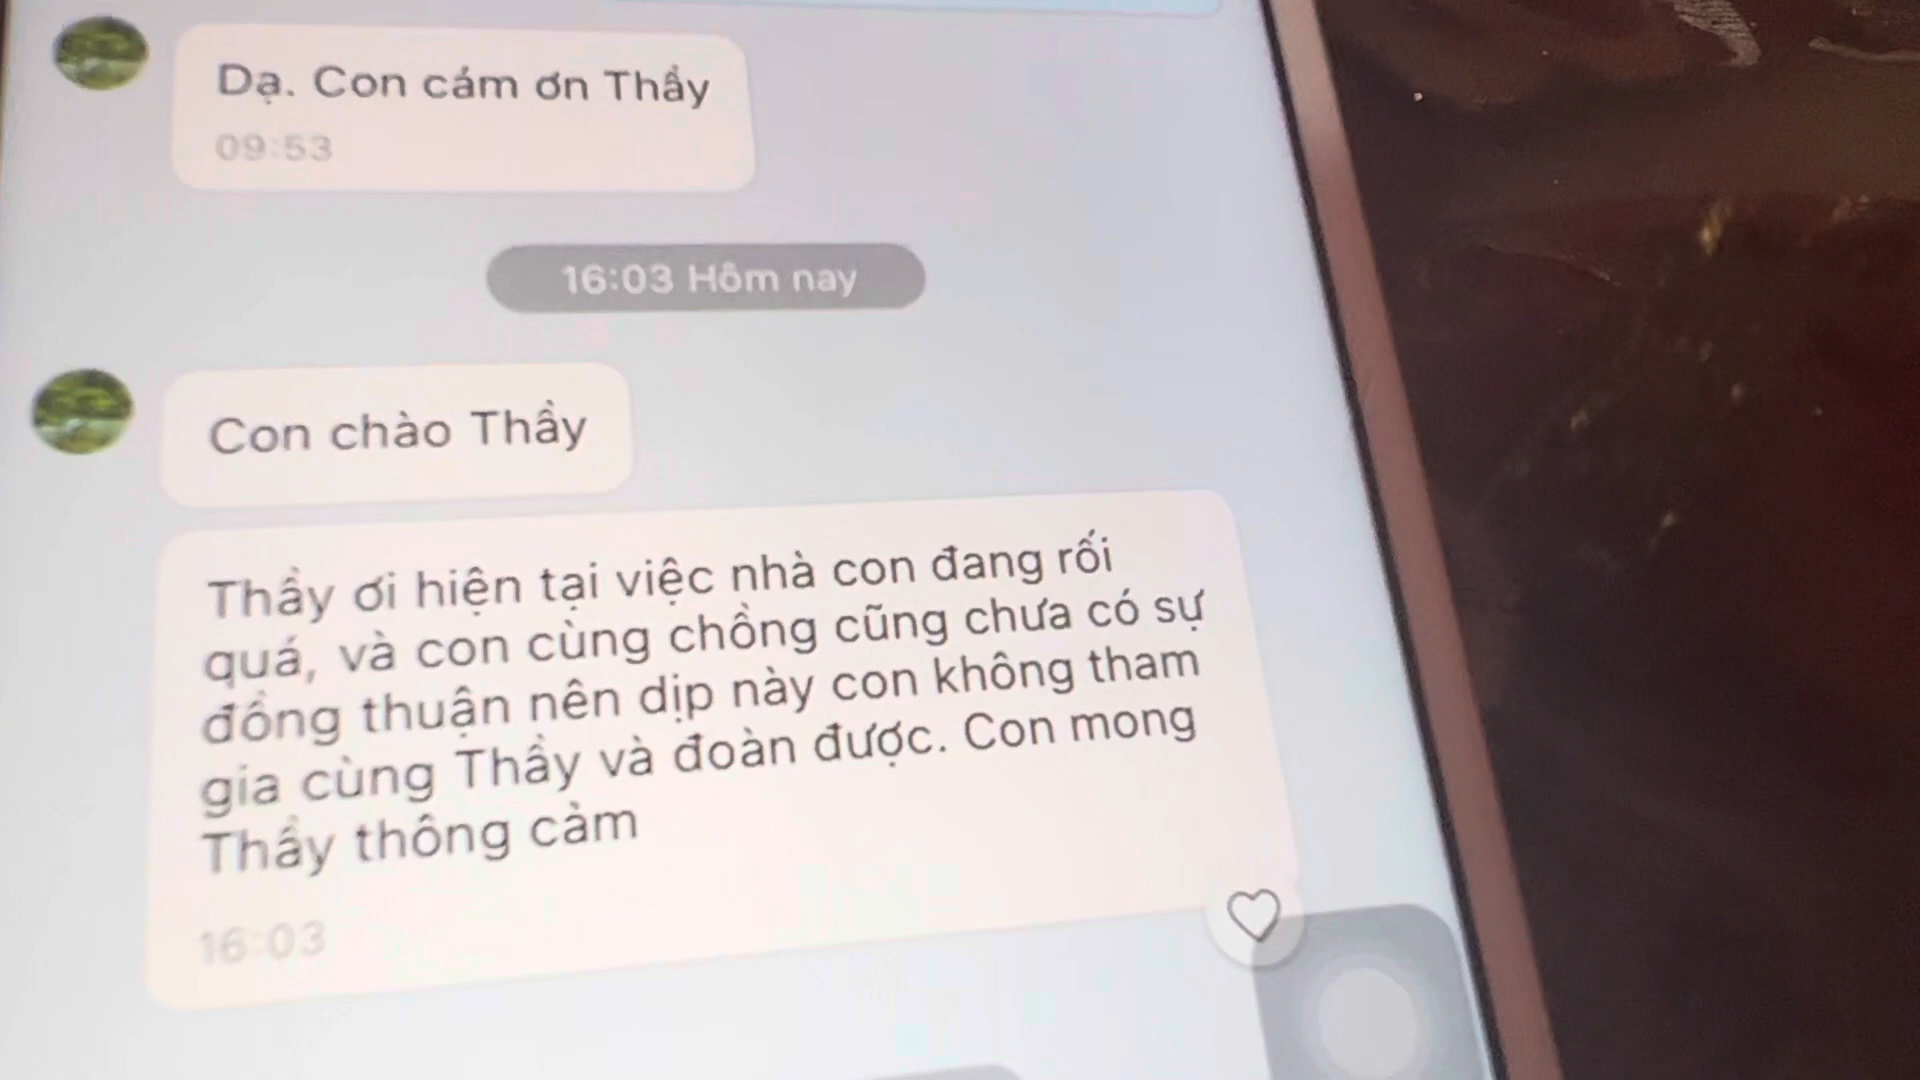 Dạ. Con cám ơn Thầy
09:53
16:03 Hôm nay
Con chào Thầy
Thầy ơi hiện tại việc nhà con đang rối
quá, và con cùng chồng cũng chưa có sự
đồng thuận nên dịp này con không tham
gia cùng Thầy và đoàn được. Con mong
Thầy thông cảm
16:03